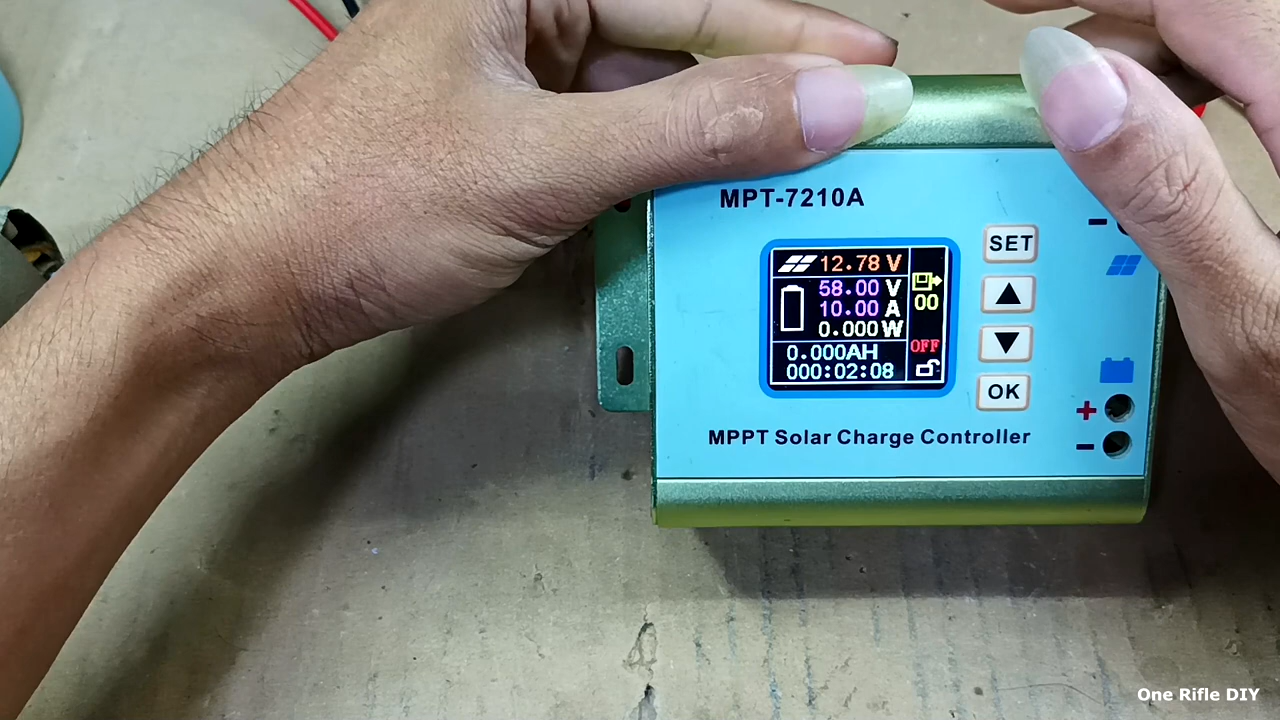 MPT-7210A
12.78 V
58.00 V
10.00 A
0.000 W
0.000AH
000:02:08
00
OFF
SET
OK
+
-
-
MPPT Solar Charge Controller
One Rifle DIY